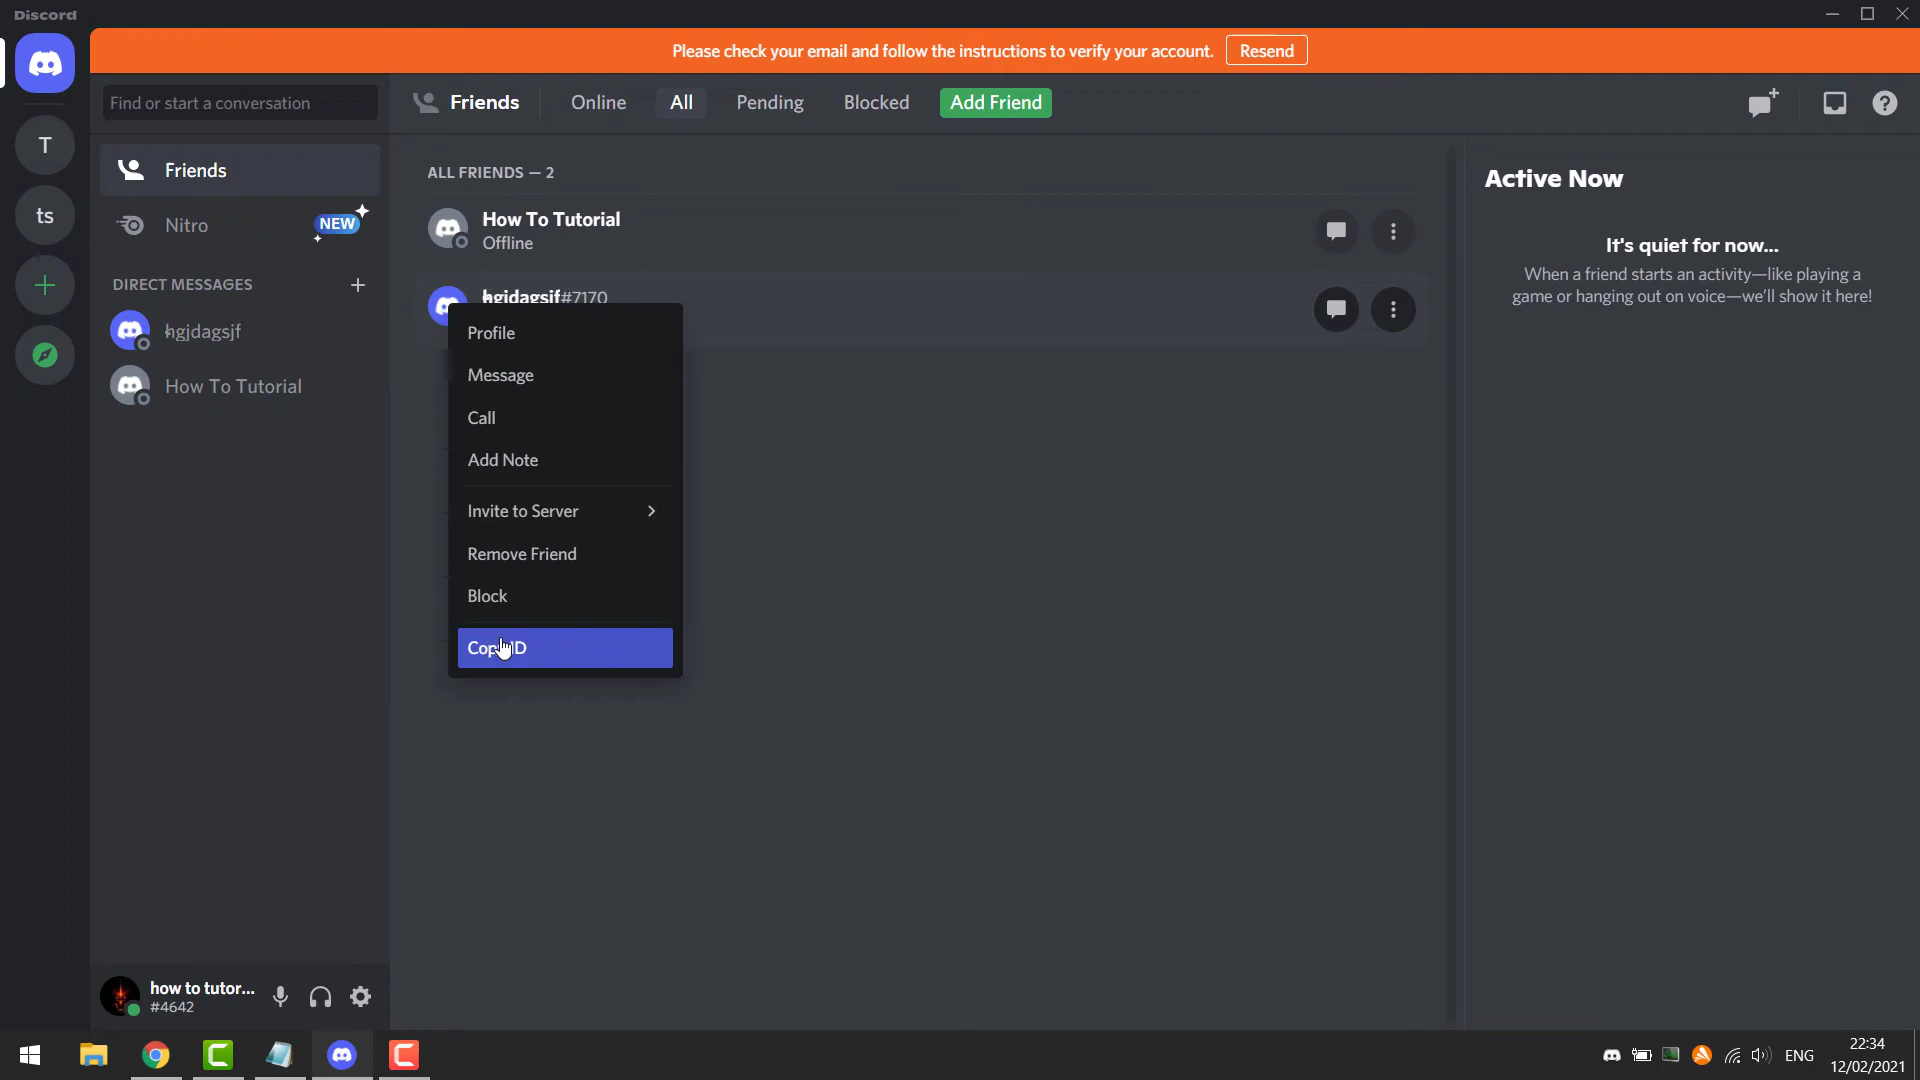 Discord
Please check your email and follow the instructions to verify your account. Resend
Find or start a conversation
Friends Online All Pending Blocked Add Friend
T
ts
Friends
Nitro NEW
DIRECT MESSAGES
hgjdagsjf
How To Tutorial
ALL FRIENDS — 2
How To Tutorial
Offline
hgjdagsjf#7170
Profile
Message
Call
Add Note
Invite to Server
Remove Friend
Block
Copy ID
Active Now
It's quiet for now...
When a friend starts an activity—like playing a
game or hanging out on voice—we'll show it here!
how to tutor...
#4642
ENG
22:34
12/02/2021